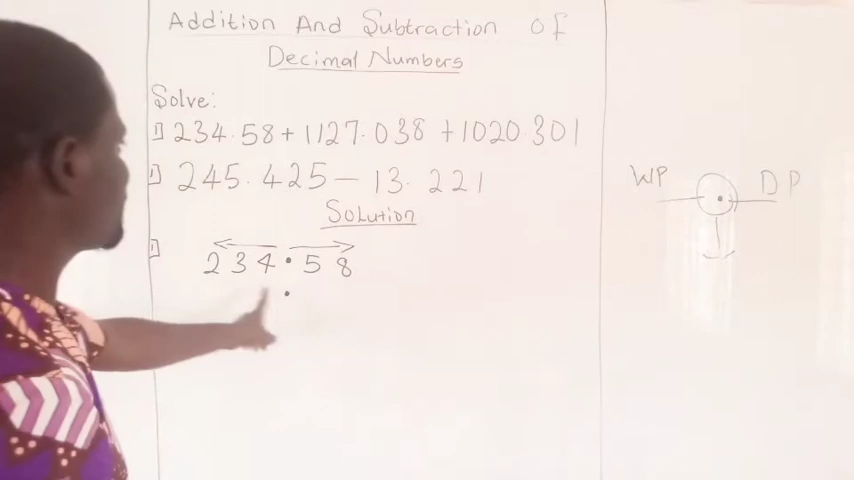 Addition And Subtraction of
Decimal Numbers
Solve:
1] 234.58 + 1127.038 + 1020.301
1] 245.425 - 13.221
Solution
1] 234.58
.
WP . DP